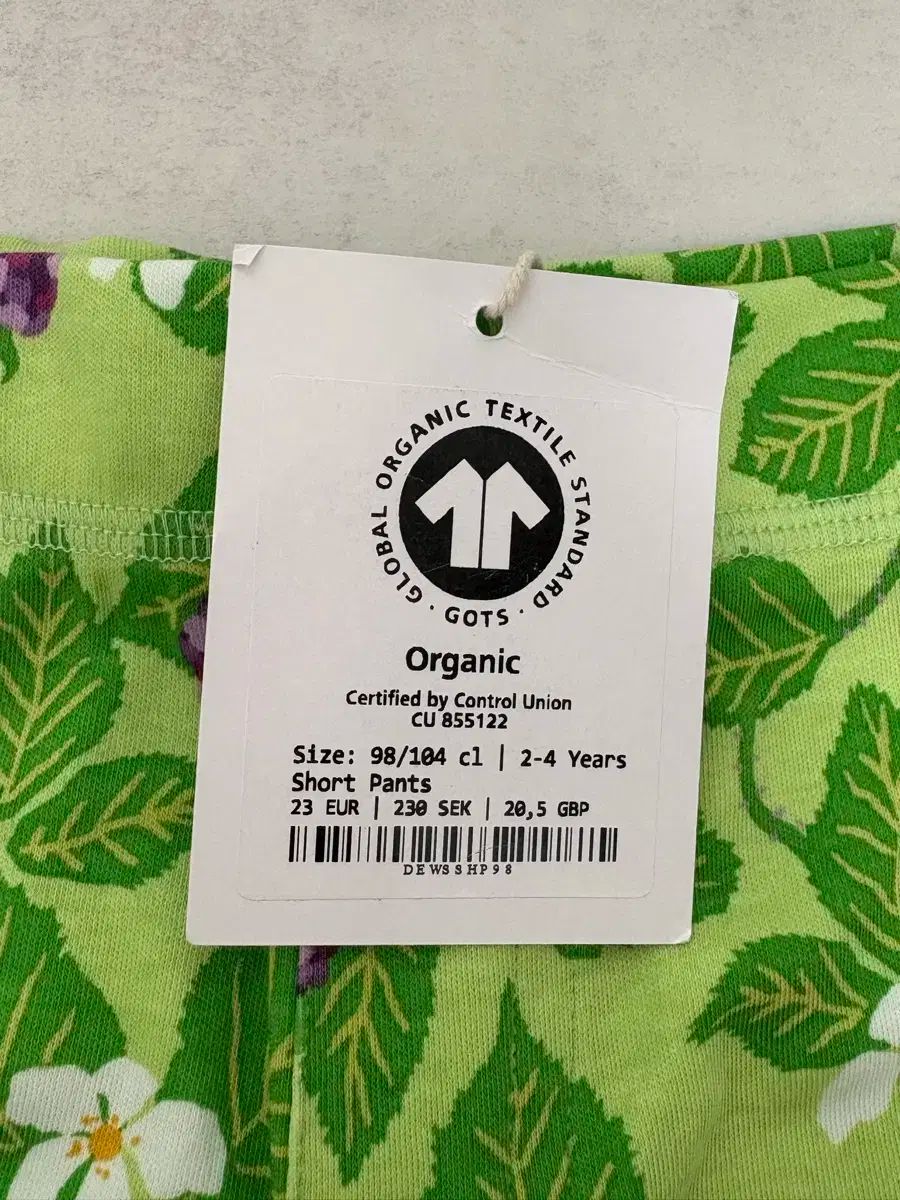 GLOBAL ORGANIC TEXTILE STANDARD
· GOTS ·
Organic
Certified by Control Union
CU 855122
Size: 98/104 cl | 2-4 Years
Short Pants
23 EUR | 230 SEK | 20,5 GBP
DEWSSHP98